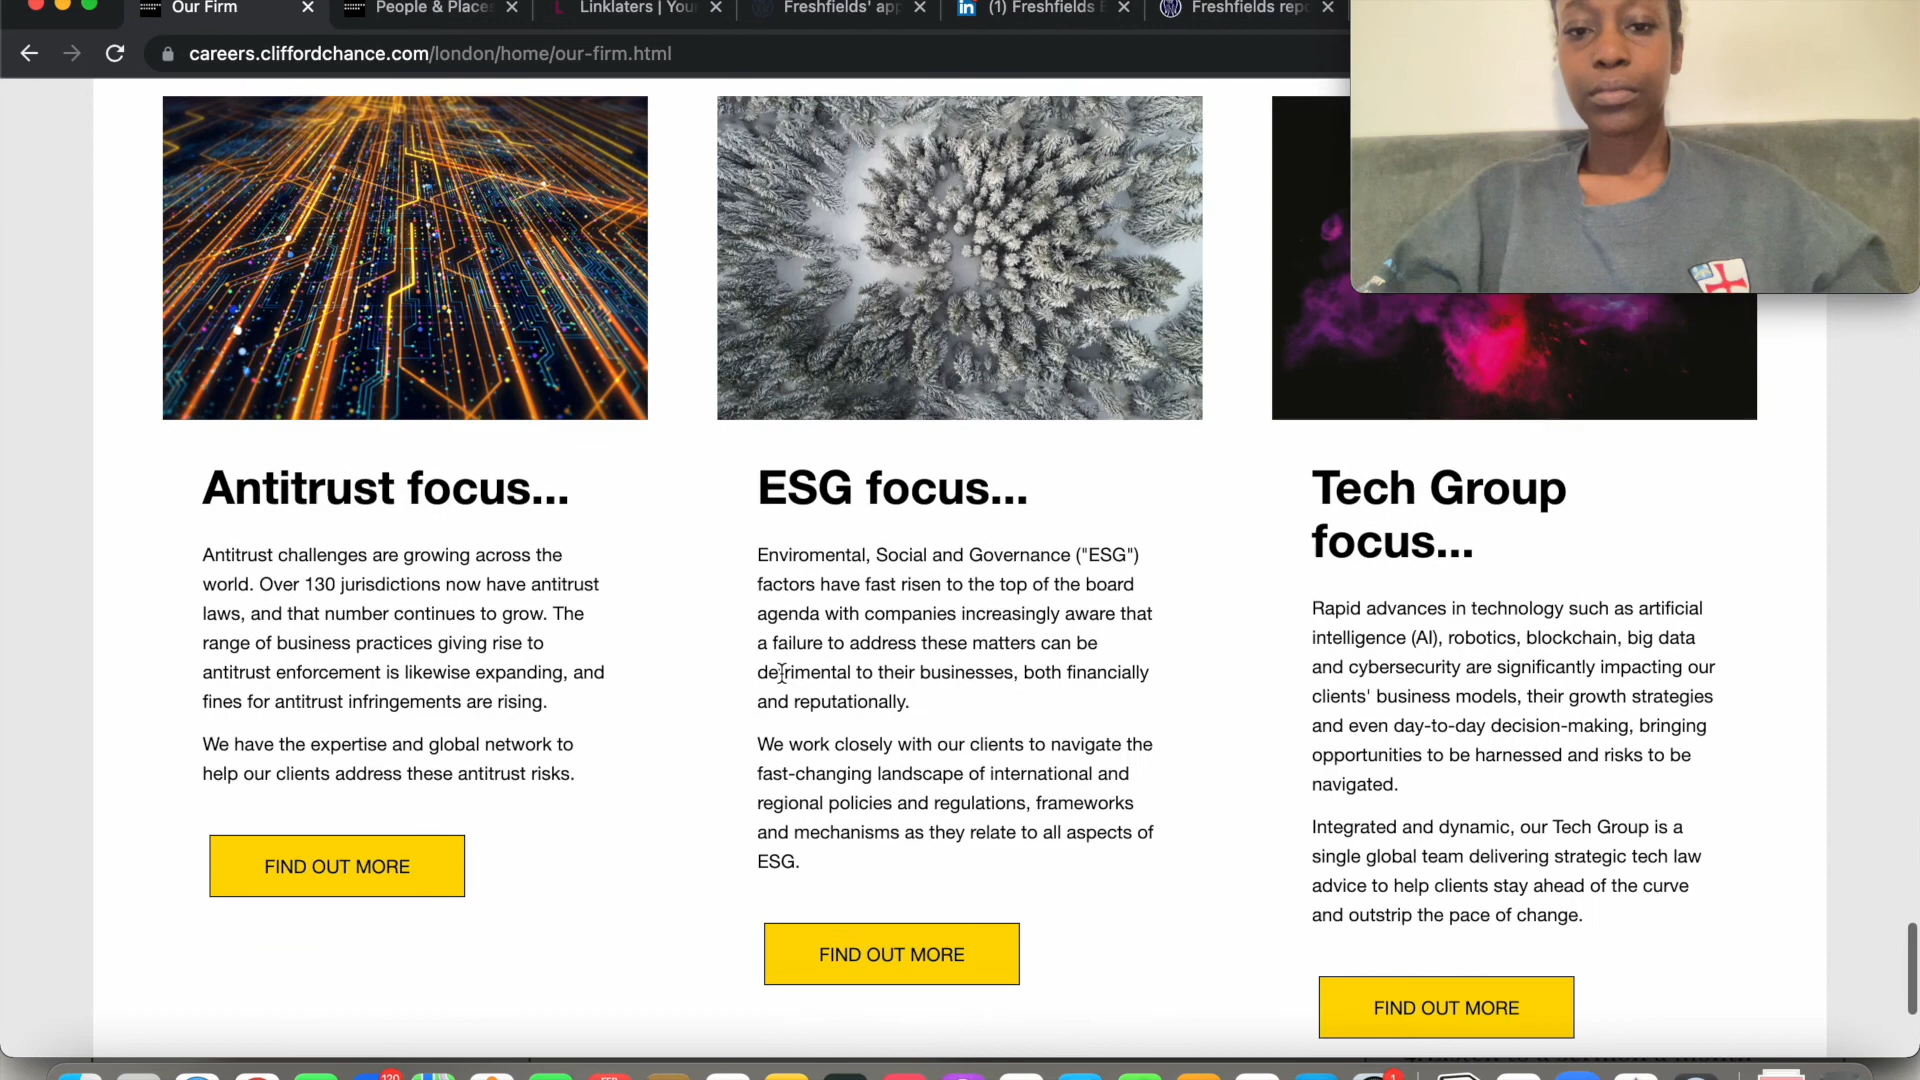 Our Firm
People & Place
Linklaters | Your
Freshfields' app
(1) Freshfields E
Freshfields repo
careers.cliffordchance.com/london/home/our-firm.html
Antitrust focus...
Antitrust challenges are growing across the
world. Over 130 jurisdictions now have antitrust
laws, and that number continues to grow. The
range of business practices giving rise to
antitrust enforcement is likewise expanding, and
fines for antitrust infringements are rising.
We have the expertise and global network to
help our clients address these antitrust risks.
FIND OUT MORE
ESG focus...
Enviromental, Social and Governance ("ESG")
factors have fast risen to the top of the board
agenda with companies increasingly aware that
a failure to address these matters can be
detrimental to their businesses, both financially
and reputationally.
We work closely with our clients to navigate the
fast-changing landscape of international and
regional policies and regulations, frameworks
and mechanisms as they relate to all aspects of
ESG.
FIND OUT MORE
Tech Group
focus...
Rapid advances in technology such as artificial
intelligence (AI), robotics, blockchain, big data
and cybersecurity are significantly impacting our
clients' business models, their growth strategies
and even day-to-day decision-making, bringing
opportunities to be harnessed and risks to be
navigated.
Integrated and dynamic, our Tech Group is a
single global team delivering strategic tech law
advice to help clients stay ahead of the curve
and outstrip the pace of change.
FIND OUT MORE
120
FEB
1